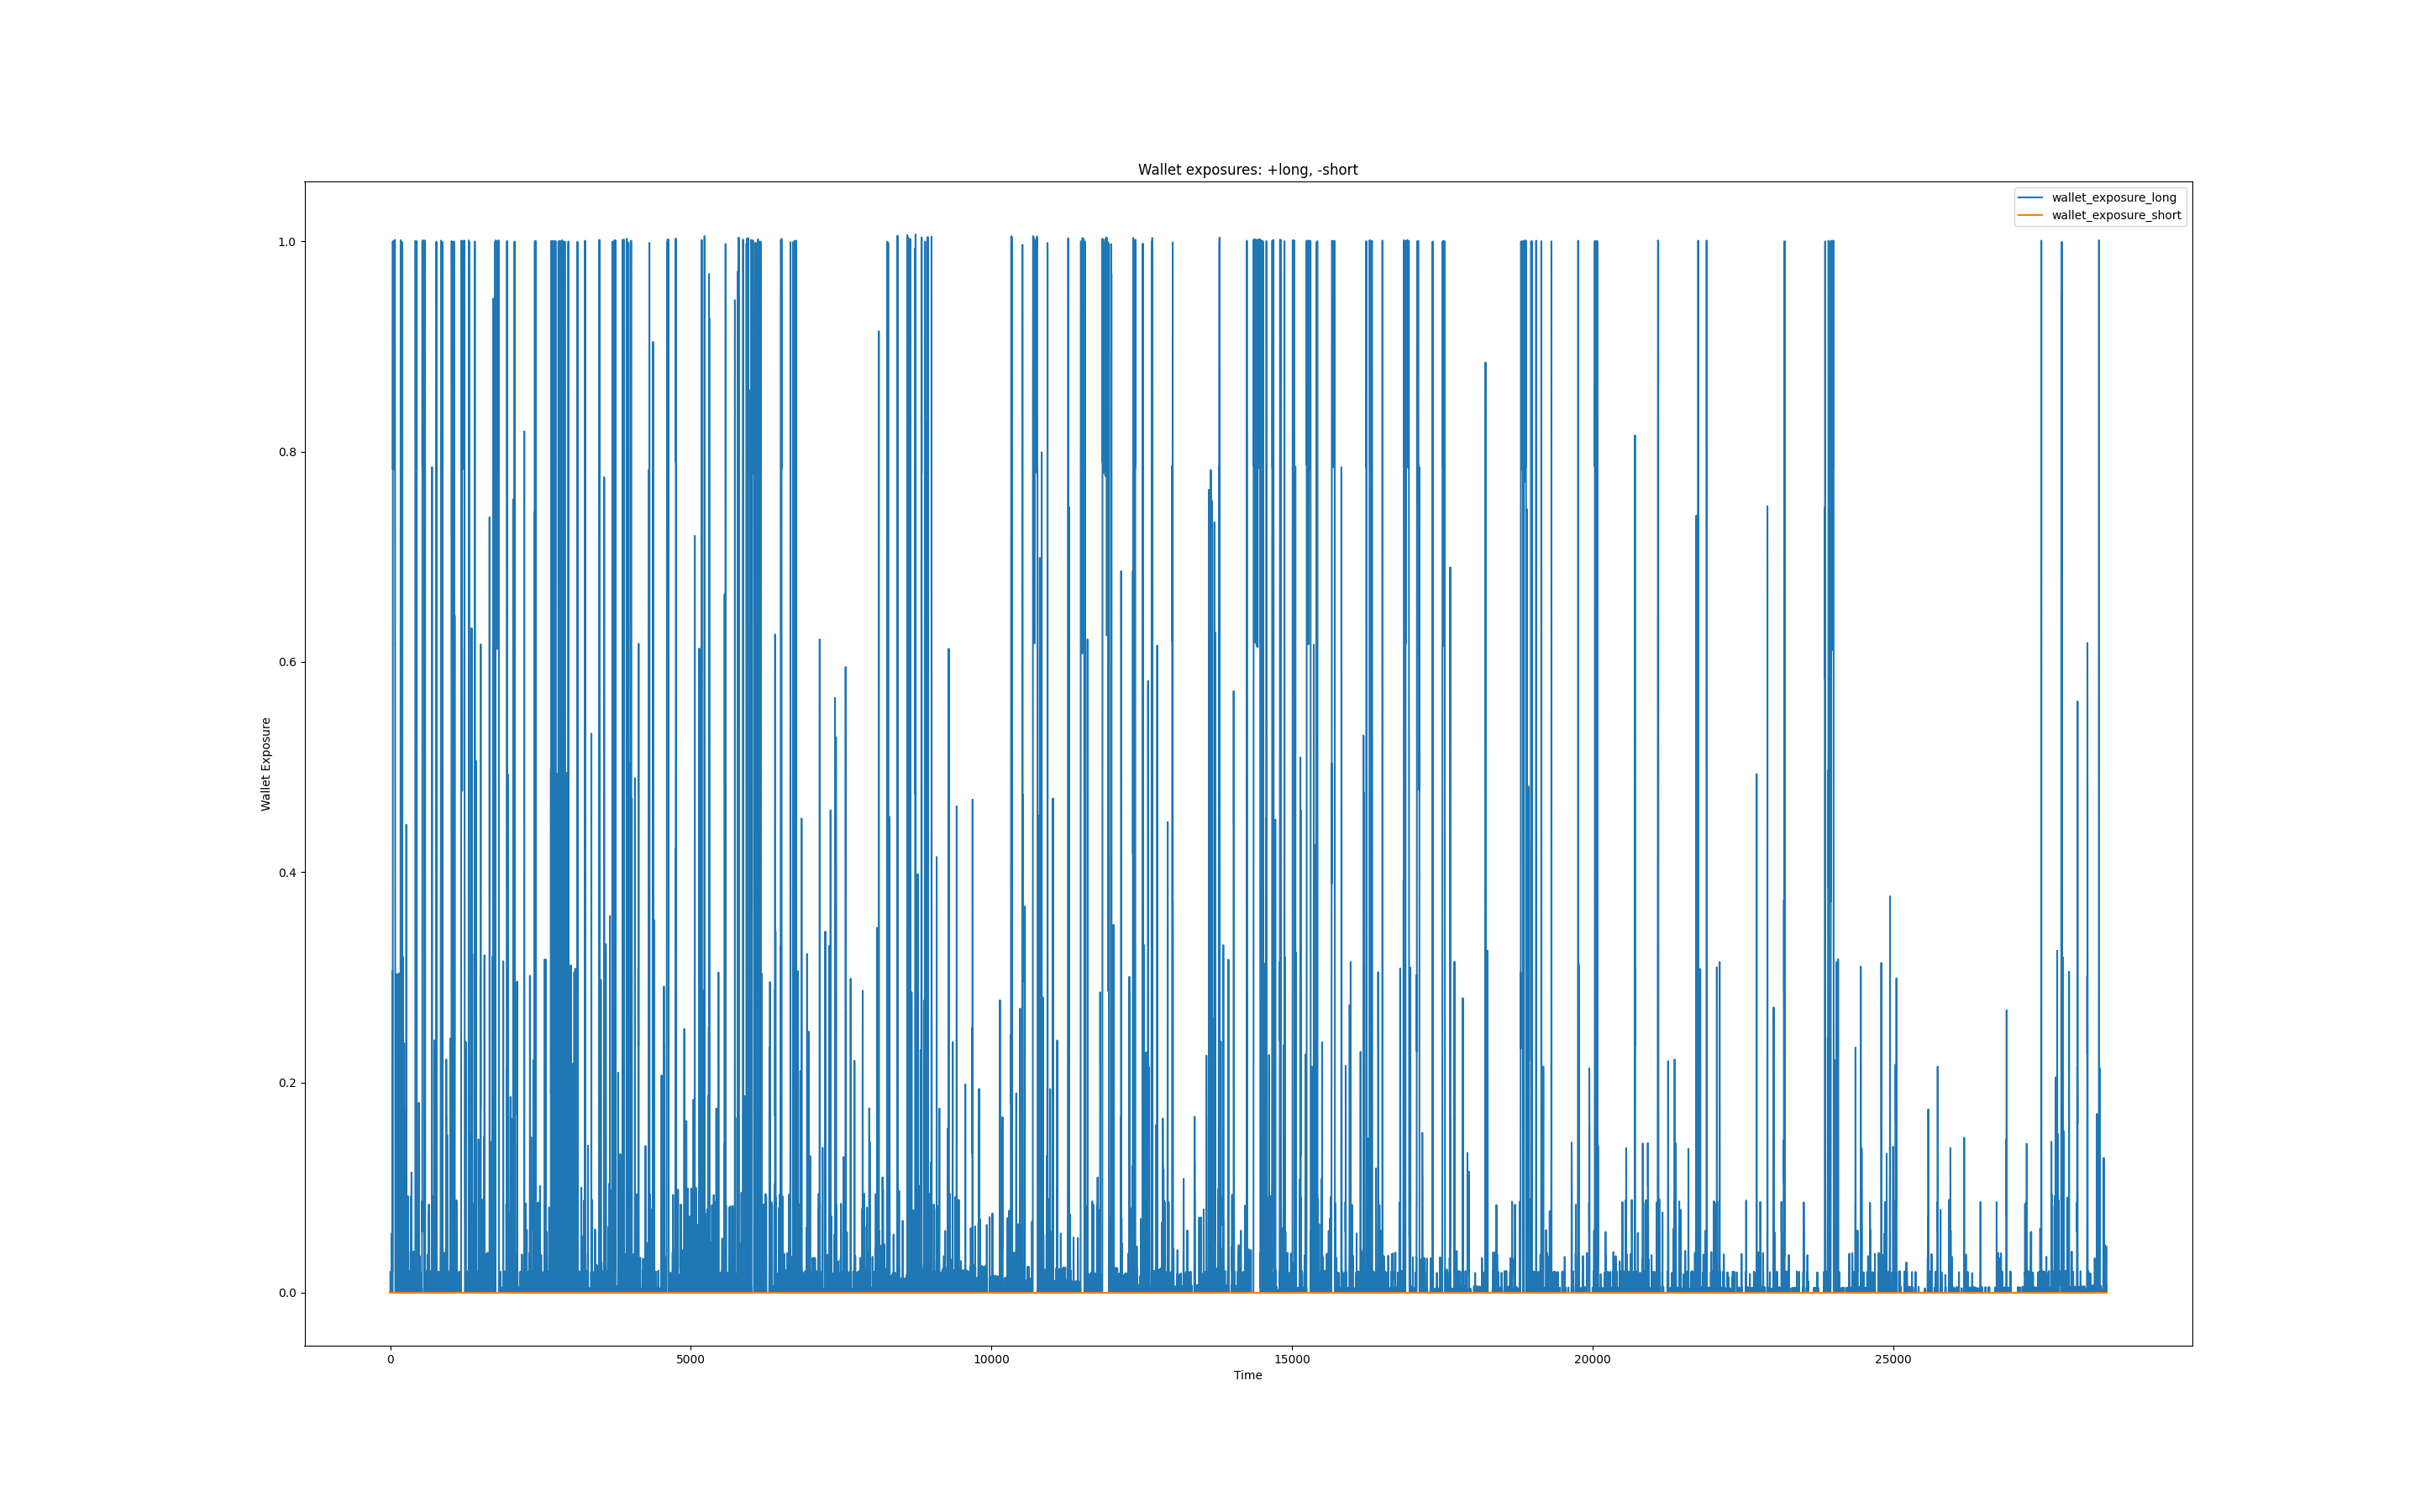 Wallet exposures: +long, -short
wallet_exposure_long
wallet_exposure_short
1.0
0.8
0.6
0.4
0.2
0.0
Wallet Exposure
0 5000 10000 15000 20000 25000
Time